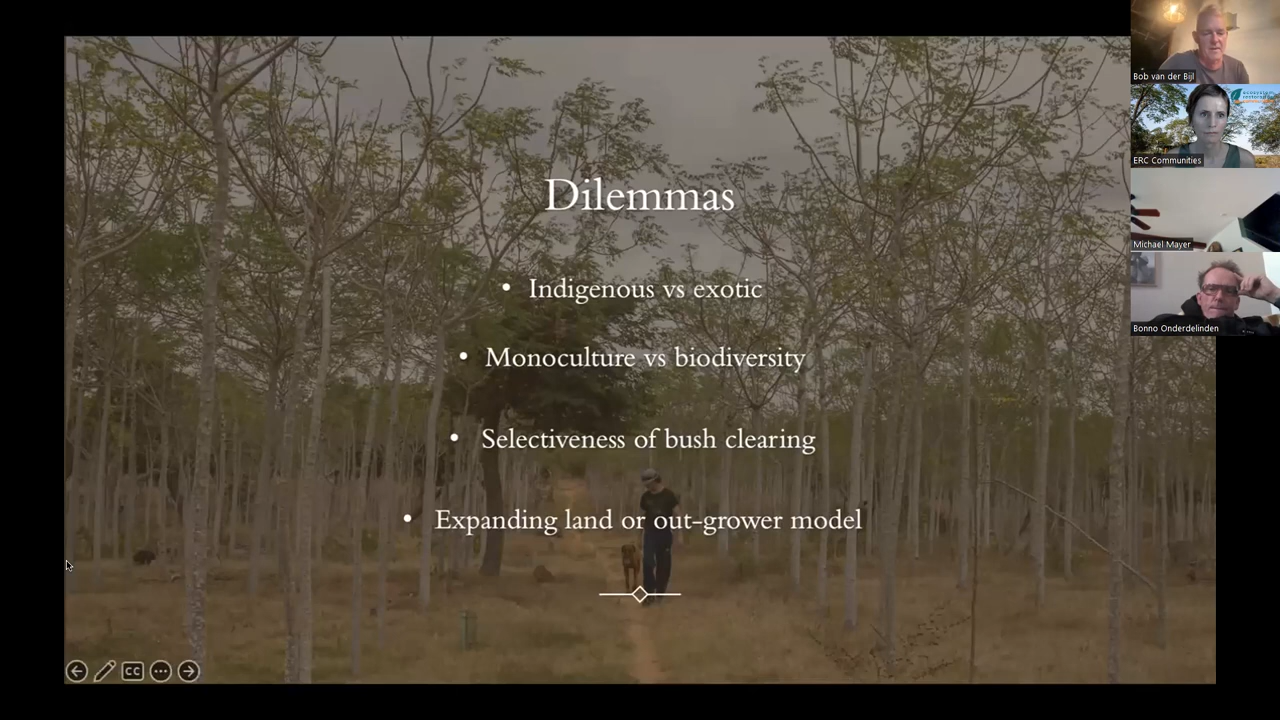 Dilemmas
• Indigenous vs exotic
• Monoculture vs biodiversity
• Selectiveness of bush clearing
• Expanding land or out-grower model
CC
Bob van der Bijl
ERC Communities
Michael Mayer
Bonno Onderdelinden